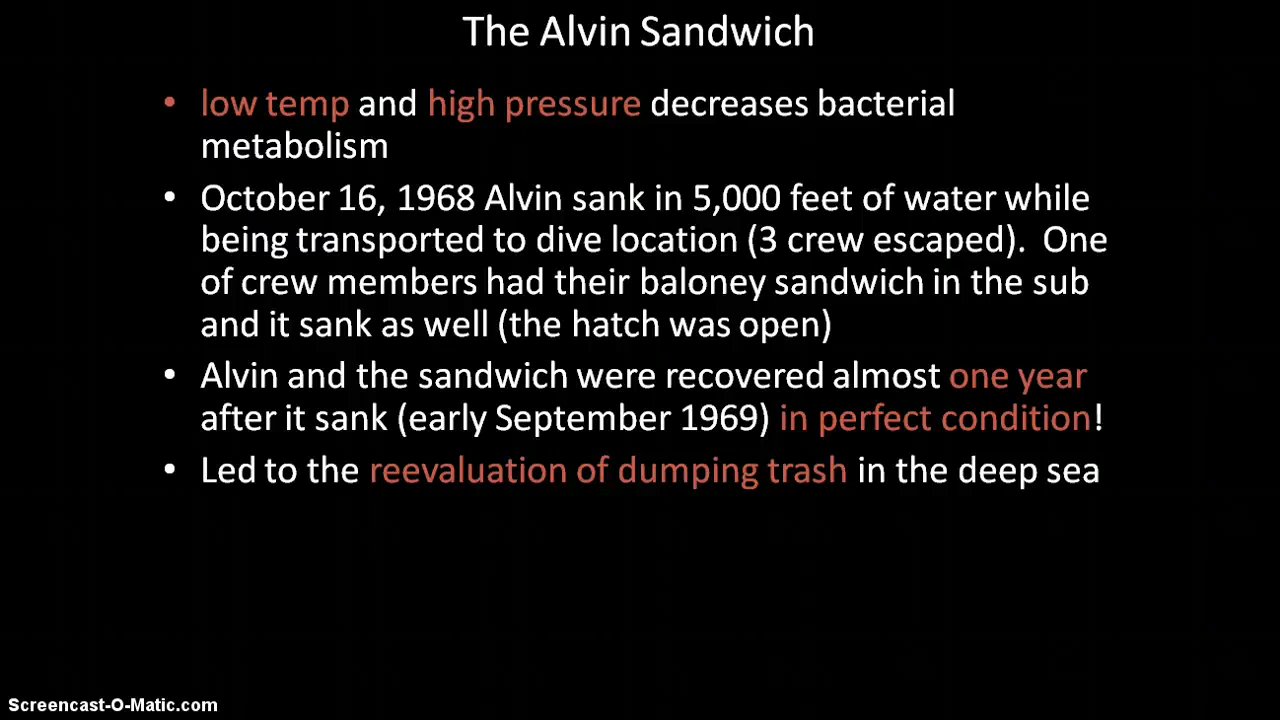 The Alvin Sandwich
• low temp and high pressure decreases bacterial
metabolism
• October 16, 1968 Alvin sank in 5,000 feet of water while
being transported to dive location (3 crew escaped).  One
of crew members had their baloney sandwich in the sub
and it sank as well (the hatch was open)
• Alvin and the sandwich were recovered almost one year
after it sank (early September 1969) in perfect condition!
• Led to the reevaluation of dumping trash in the deep sea
Screencast-O-Matic.com